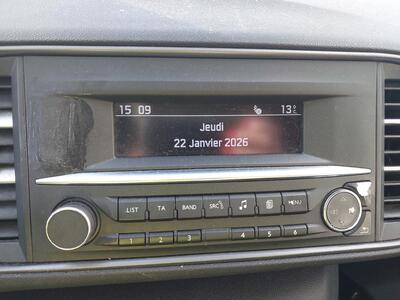 15 09 13 °C
Jeudi
22 Janvier 2026
LIST TA BAND SRC MENU
1 2 3 4 5 6